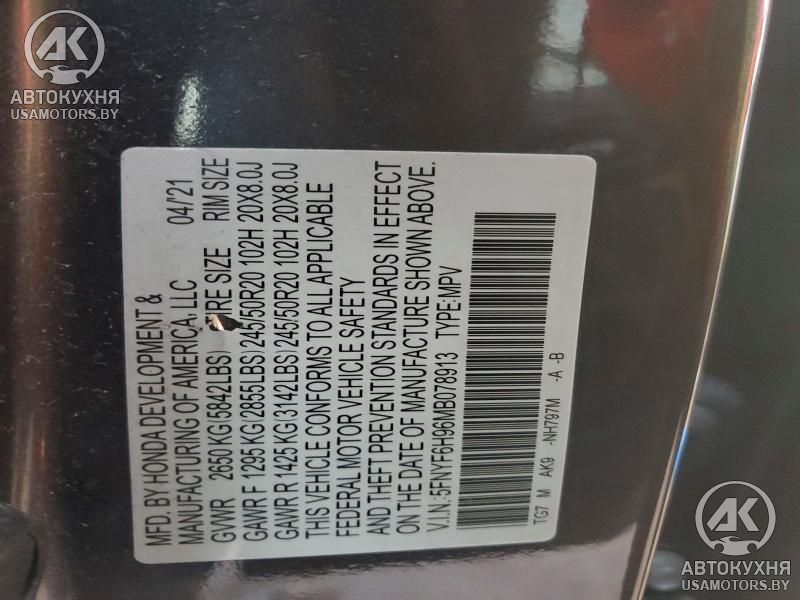 AK
АВТОКУХНЯ
USAMOTORS.BY
MFD. BY HONDA DEVELOPMENT &
MANUFACTURING OF AMERICA, LLC 04/'21
GVWR 2650 KG(5842LBS) TIRE SIZE RIM SIZE
GAWR F 1295 KG(2855LBS) 245/50R20 102H 20X8.0J
GAWR R 1425 KG(3142LBS) 245/50R20 102H 20X8.0J
THIS VEHICLE CONFORMS TO ALL APPLICABLE
FEDERAL MOTOR VEHICLE SAFETY
AND THEFT PREVENTION STANDARDS IN EFFECT
ON THE DATE OF MANUFACTURE SHOWN ABOVE.
V.I.N.:5FNYF6H96MB078913 TYPE:MPV
TG7 M AK9 -NH797M -A -B
AK
АВТОКУХНЯ
USAMOTORS.BY